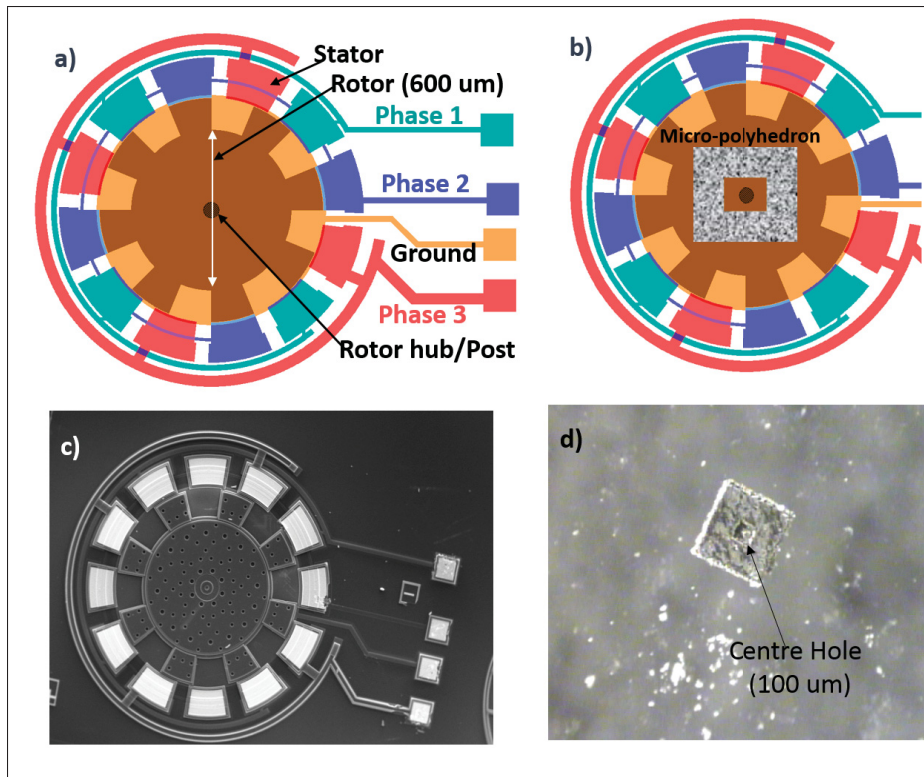 a)
Stator
Rotor (600 um)
Phase 1
Phase 2
Ground
Phase 3
Rotor hub/Post
b)
Micro-polyhedron
c)
d)
Centre Hole
(100 um)